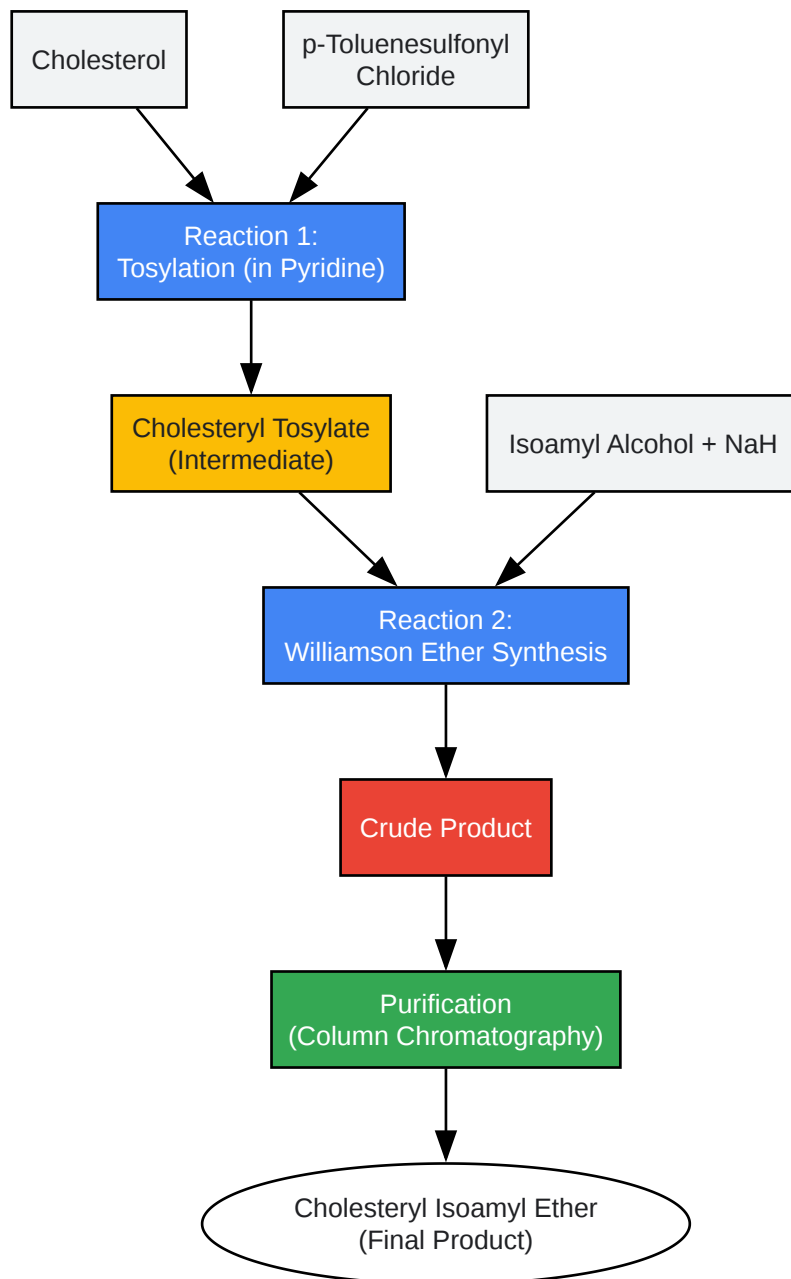 Cholesterol
p-Toluenesulfonyl
Chloride
Reaction 1:
Tosylation (in Pyridine)
Cholesteryl Tosylate
(Intermediate)
Isoamyl Alcohol + NaH
Reaction 2:
Williamson Ether Synthesis
Crude Product
Purification
(Column Chromatography)
Cholesteryl Isoamyl Ether
(Final Product)